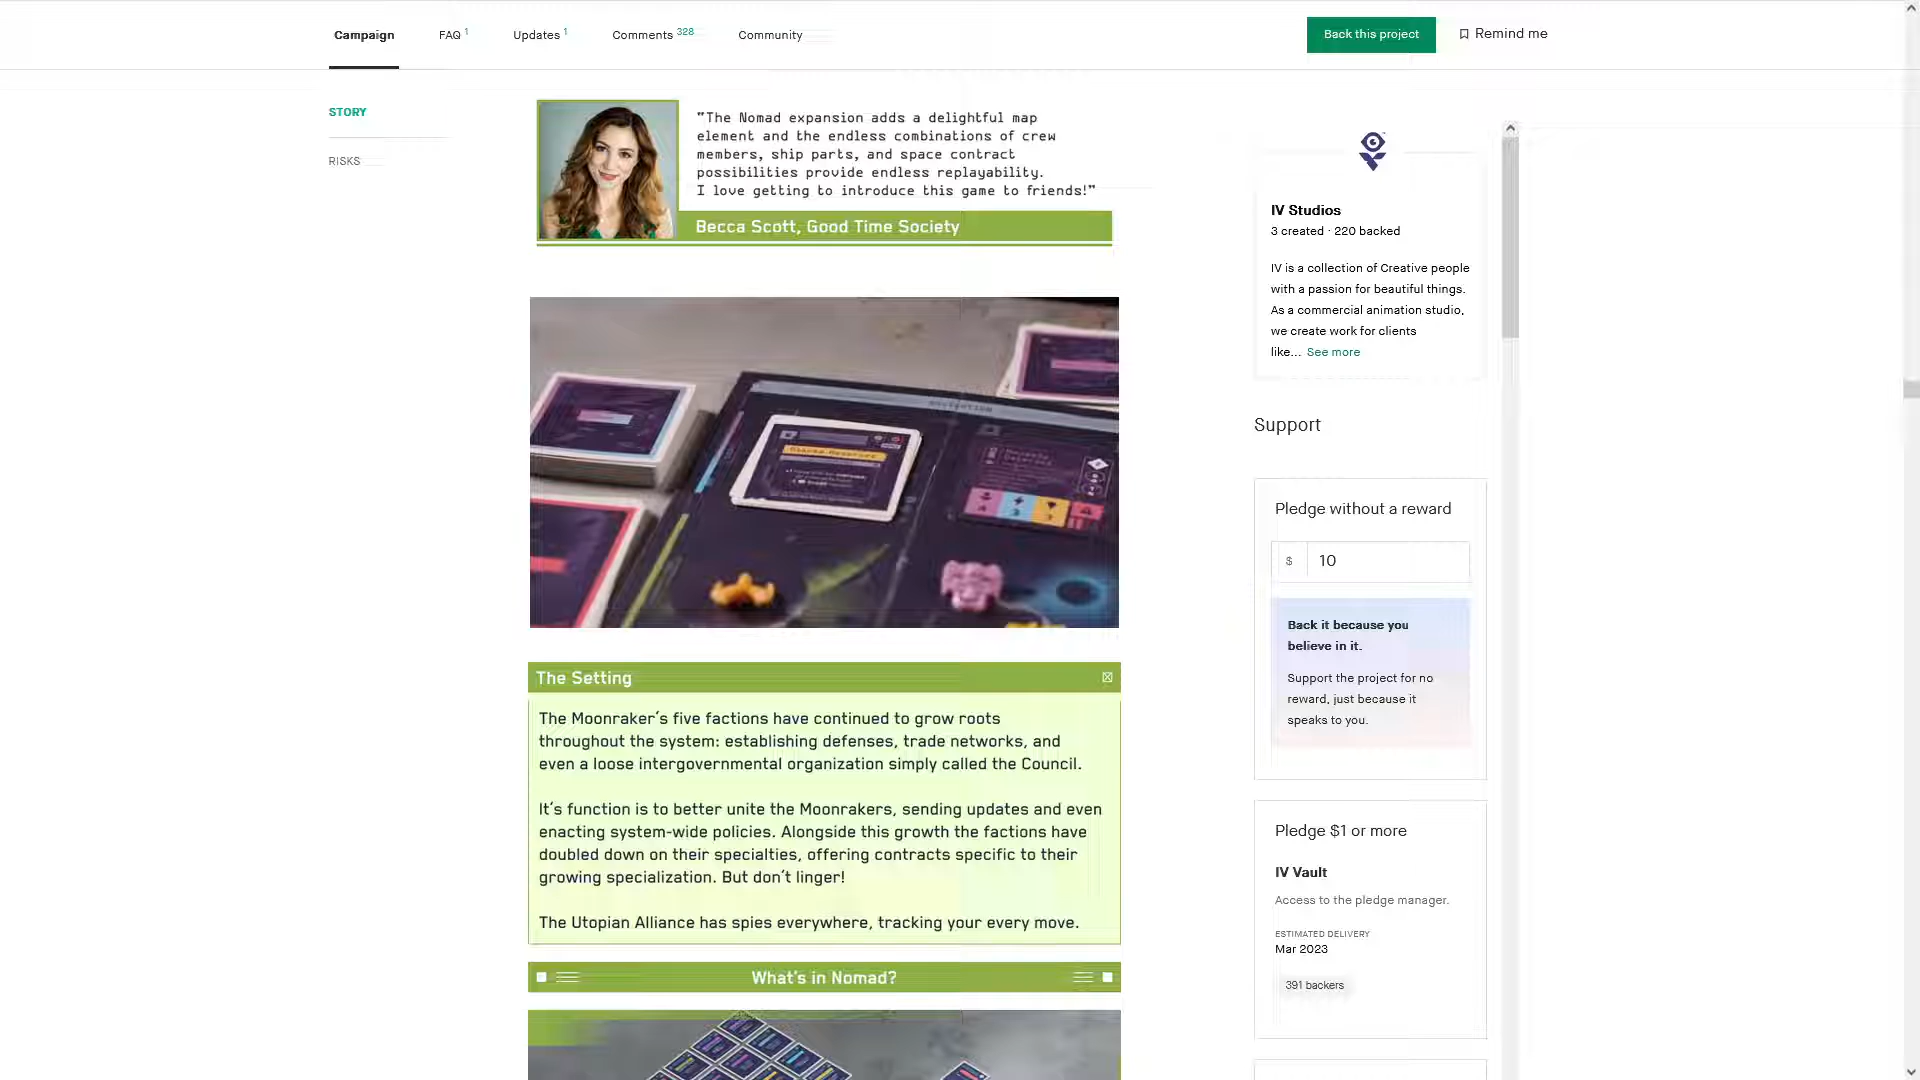 Campaign
FAQ 1
Updates 1
Comments 328
Community
Back this project
Remind me
STORY
RISKS
"The Nomad expansion adds a delightful map
element and the endless combinations of crew
members, ship parts, and space contract
possibilities provide endless replayability.
I love getting to introduce this game to friends!"
Becca Scott, Good Time Society
The Setting
The Moonraker's five factions have continued to grow roots
throughout the system: establishing defenses, trade networks, and
even a loose intergovernmental organization simply called the Council.
It's function is to better unite the Moonrakers, sending updates and even
enacting system-wide policies. Alongside this growth the factions have
doubled down on their specialties, offering contracts specific to their
growing specialization. But don't linger!
The Utopian Alliance has spies everywhere, tracking your every move.
What's in Nomad?
IV Studios
3 created · 220 backed
IV is a collection of Creative people
with a passion for beautiful things.
As a commercial animation studio,
we create work for clients
like... See more
Support
Pledge without a reward
$ 10
Back it because you
believe in it.
Support the project for no
reward, just because it
speaks to you.
Pledge $1 or more
IV Vault
Access to the pledge manager.
ESTIMATED DELIVERY
Mar 2023
391 backers